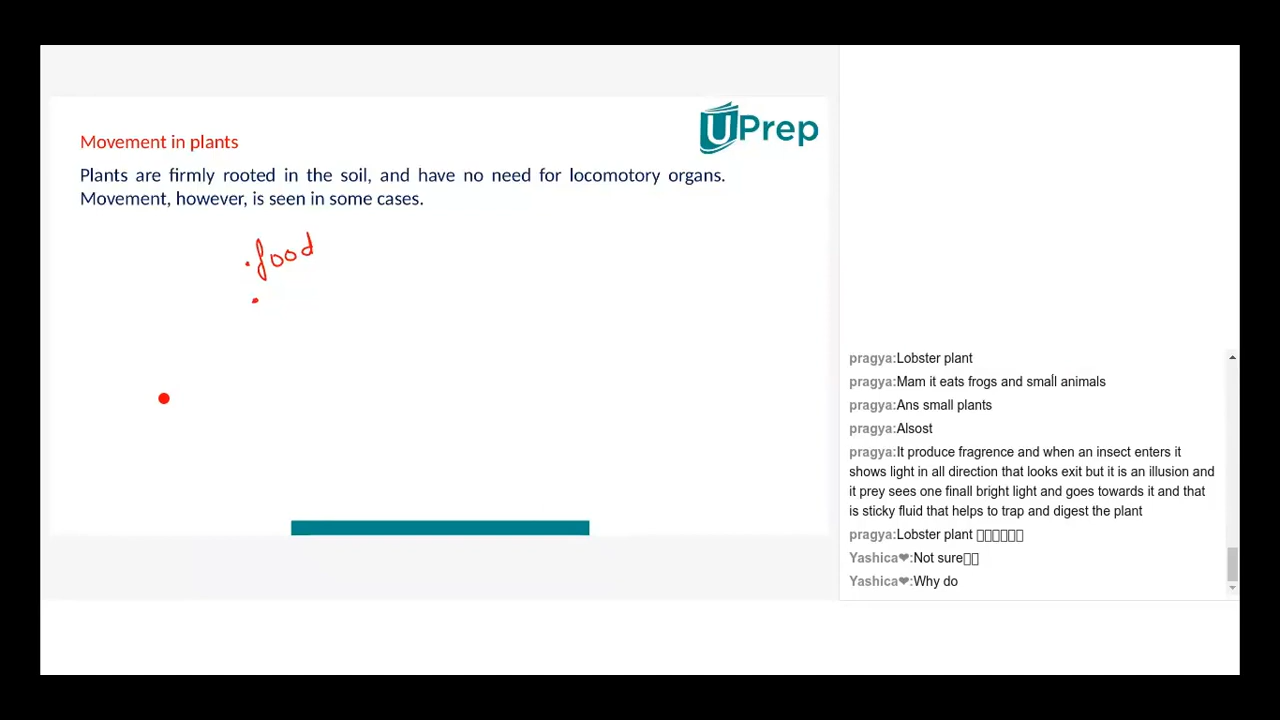 UPrep
Movement in plants
Plants are firmly rooted in the soil, and have no need for locomotory organs.
Movement, however, is seen in some cases.
.food
pragya:Lobster plant
pragya:Mam it eats frogs and small animals
pragya:Ans small plants
pragya:Alsost
pragya:It produce fragrence and when an insect enters it
shows light in all direction that looks exit but it is an illusion and
it prey sees one finall bright light and goes towards it and that
is sticky fluid that helps to trap and digest the plant
pragya:Lobster plant ▯▯▯▯▯▯
Yashica❤:Not sure▯▯
Yashica❤:Why do